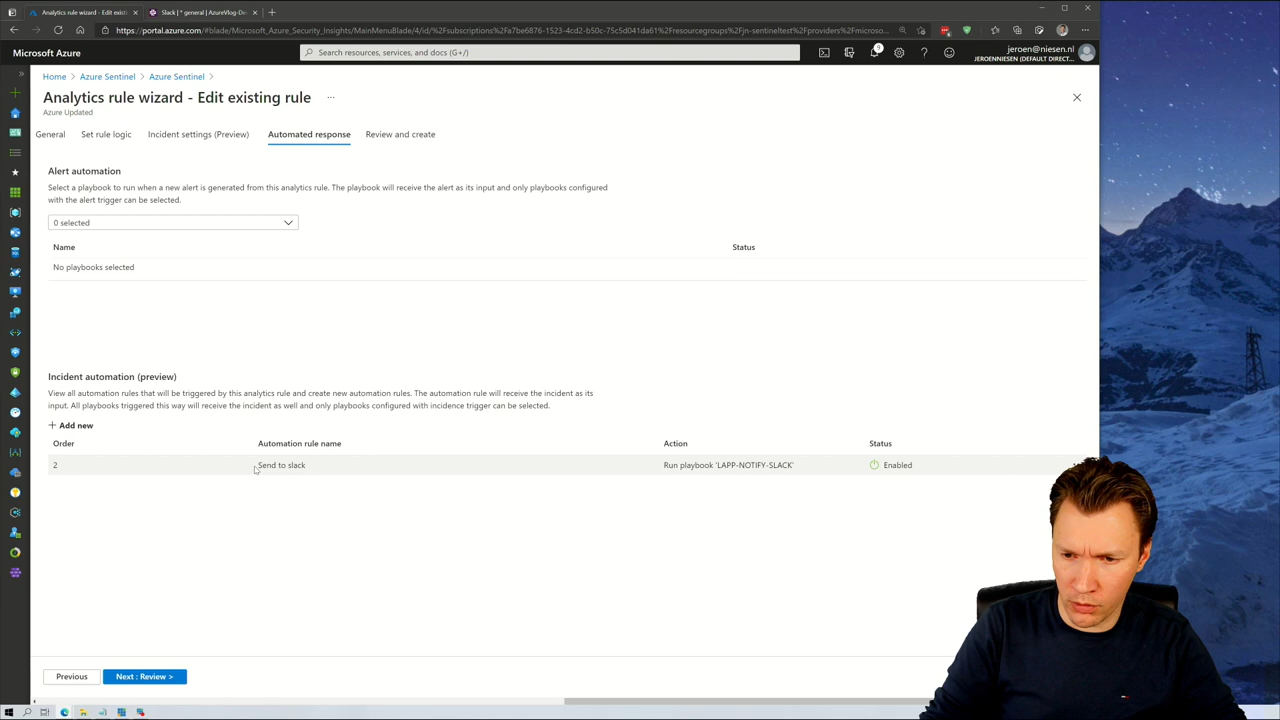 Analytics rule wizard - Edit exist
Slack | * general | AzureVlog-De
https://portal.azure.com/#blade/Microsoft_Azure_Security_Insights/MainMenuBlade/4/id/%2Fsubscriptions%2Fa7be6876-1523-4cd2-b50c-75c5d041da61%2Fresourcegroups%2Fjn-sentineltest%2Fproviders%2Fmicroso...
Microsoft Azure
Search resources, services, and docs (G+/)
9
jeroen@niesen.nl
JEROENNIESEN (DEFAULT DIRECT...
Home > Azure Sentinel > Azure Sentinel >
Analytics rule wizard - Edit existing rule ...
Azure Updated
General Set rule logic Incident settings (Preview) Automated response Review and create
Alert automation
Select a playbook to run when a new alert is generated from this analytics rule. The playbook will receive the alert as its input and only playbooks configured
with the alert trigger can be selected.
0 selected
Name Status
No playbooks selected
Incident automation (preview)
View all automation rules that will be triggered by this analytics rule and create new automation rules. The automation rule will receive the incident as its
input. All playbooks triggered this way will receive the incident as well and only playbooks configured with incidence trigger can be selected.
+ Add new
Order Automation rule name Action Status
2 Send to slack Run playbook 'LAPP-NOTIFY-SLACK' Enabled
Previous Next : Review >